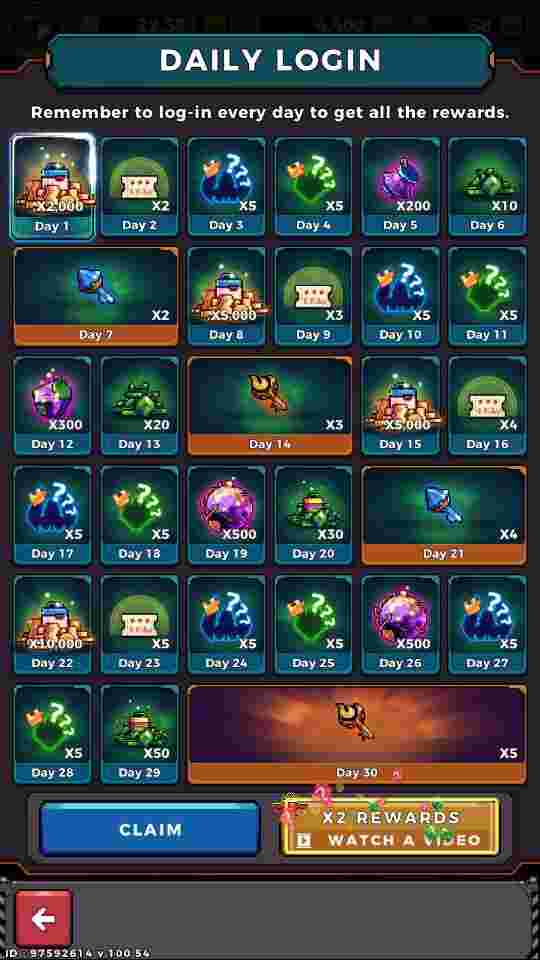 DAILY LOGIN
Remember to log-in every day to get all the rewards.
X2,000
X2
X5
X5
X200
X10
Day 1
Day 2
Day 3
Day 4
Day 5
Day 6
X2
X5,000
X3
X5
X5
Day 7
Day 8
Day 9
Day 10
Day 11
X300
X20
X3
X5,000
X4
Day 12
Day 13
Day 14
Day 15
Day 16
X5
X5
X500
X30
X4
Day 17
Day 18
Day 19
Day 20
Day 21
X10,000
X5
X5
X5
X500
X5
Day 22
Day 23
Day 24
Day 25
Day 26
Day 27
X5
X50
X5
Day 28
Day 29
Day 30
CLAIM
X2 REWARDS
WATCH A VIDEO
ID : 97592614 v.100.54